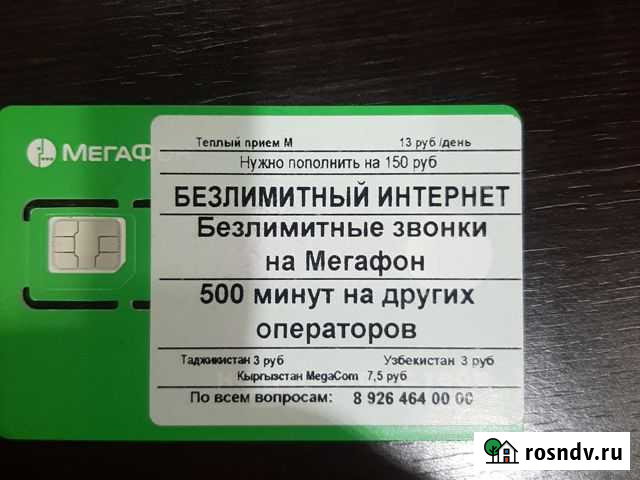 МЕГАФОН
Теплый прием М 13 руб /день
Нужно пополнить на 150 руб
БЕЗЛИМИТНЫЙ ИНТЕРНЕТ
Безлимитные звонки
на Мегафон
500 минут на других
операторов
Таджикистан 3 руб Узбекистан 3 руб
Кыргызстан MegaCom 7,5 руб
По всем вопросам: 8 926 464 00 00
rosndv.ru